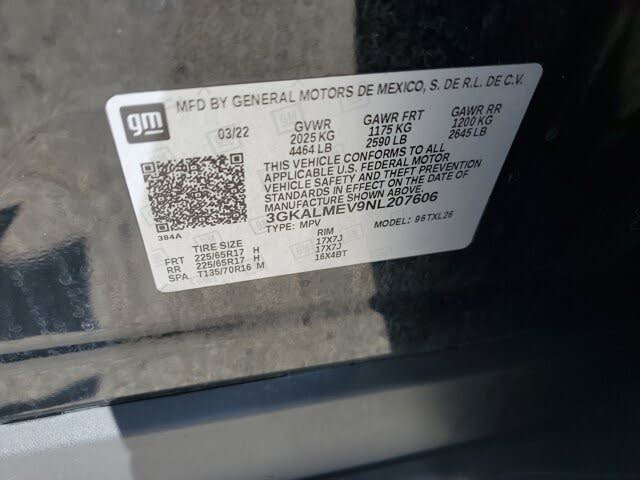 gm
MFD BY GENERAL MOTORS DE MEXICO, S. DE R.L. DE C.V.
03/22 GVWR GAWR FRT GAWR RR
2025 KG 1175 KG 1200 KG
4464 LB 2590 LB 2645 LB
THIS VEHICLE CONFORMS TO ALL
APPLICABLE U.S. FEDERAL MOTOR
VEHICLE SAFETY AND THEFT PREVENTION
STANDARDS IN EFFECT ON THE DATE OF
MANUFACTURE SHOWN ABOVE.
3GKALMEV9NL207606
384A TYPE: MPV MODEL: 96TXL26
TIRE SIZE RIM
FRT 225/65R17 H 17X7J
RR 225/65R17 H 17X7J
SPA T135/70R16 M 16X4BT